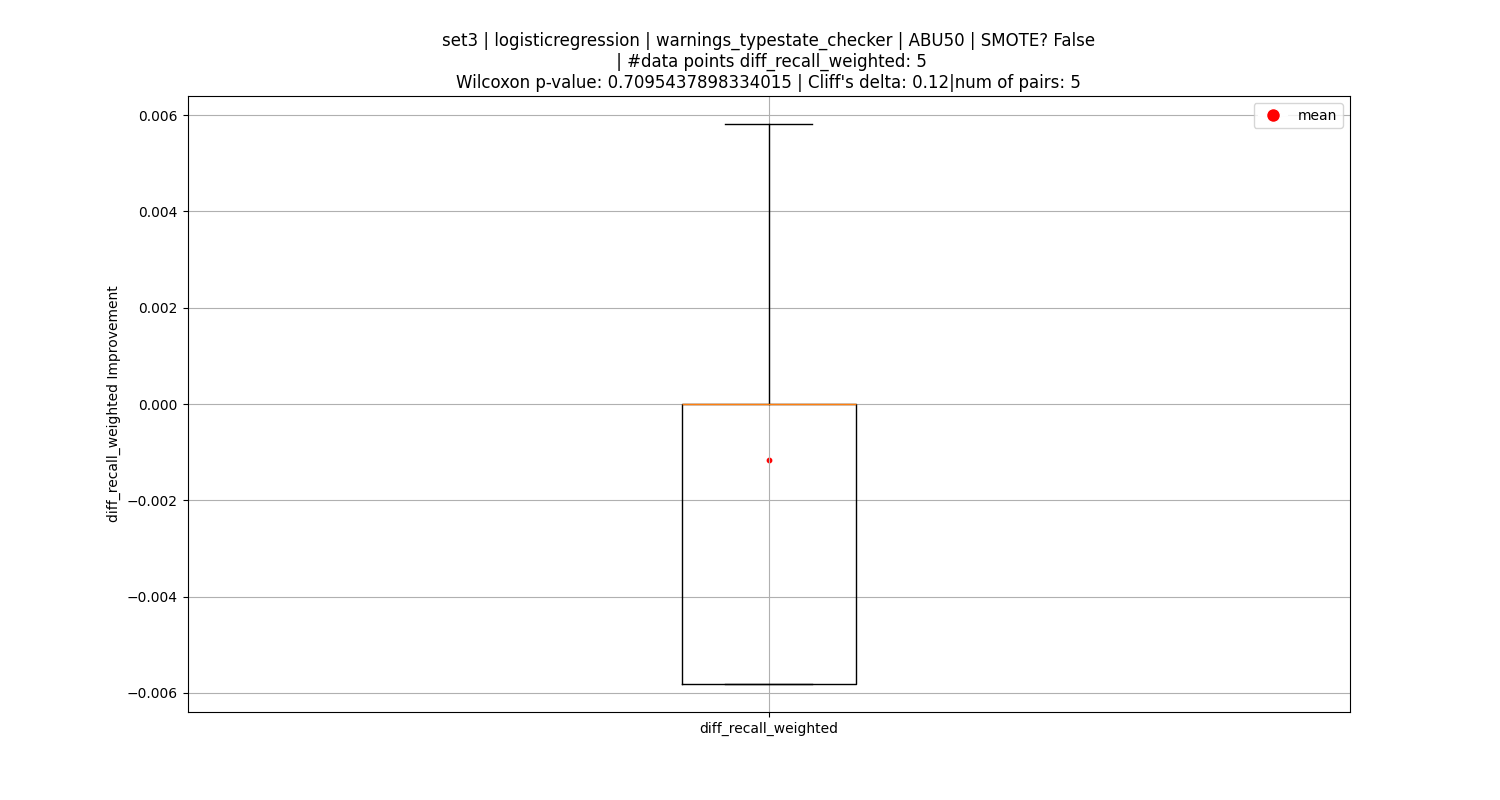 set3 | logisticregression | warnings_typestate_checker | ABU50 | SMOTE? False
| #data points diff_recall_weighted: 5
Wilcoxon p-value: 0.7095437898334015 | Cliff's delta: 0.12|num of pairs: 5
mean
0.006
0.004
0.002
0.000
−0.002
−0.004
−0.006
diff_recall_weighted Improvement
diff_recall_weighted